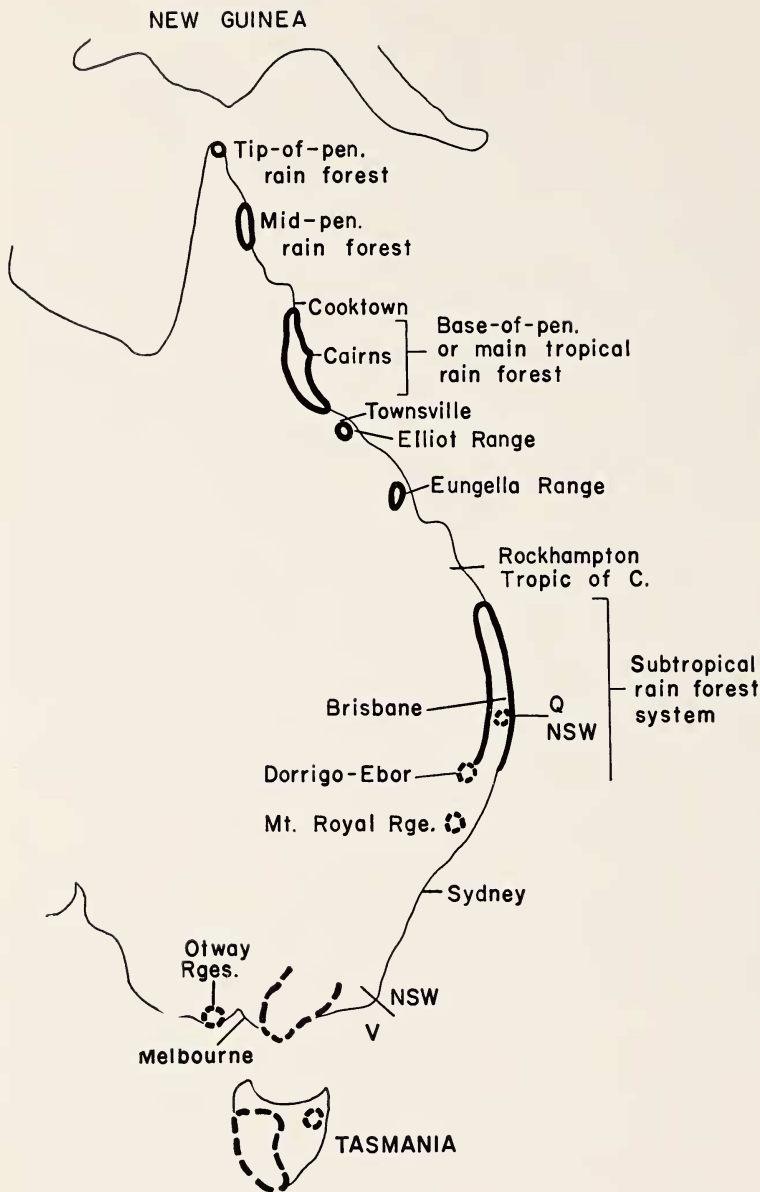 NEW GUINEA
Tip-of-pen.
rain forest
Mid-pen.
rain forest
Cooktown
Cairns
Base-of-pen.
or main tropical
rain forest
Townsville
Elliot Range
Eungella Range
Rockhampton
Tropic of C.
Subtropical
rain forest
system
Brisbane
Q
NSW
Dorrigo-Ebor
Mt. Royal Rge.
Sydney
Otway
Rges.
NSW
V
Melbourne
TASMANIA